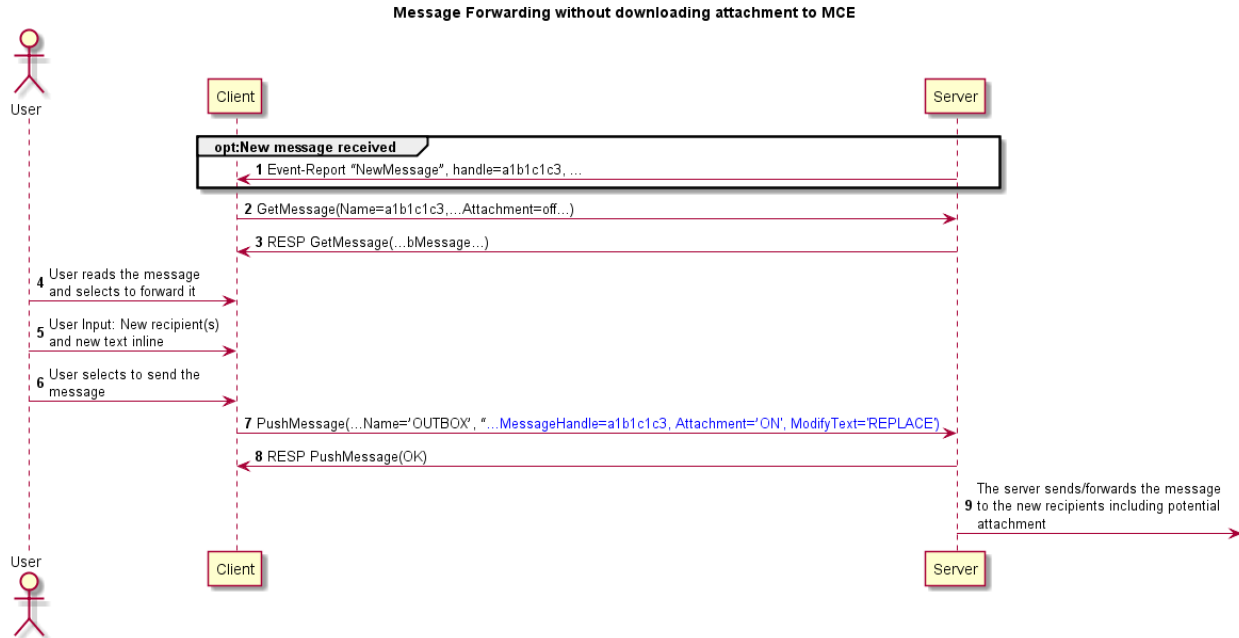 Message Forwarding without downloading attachment to MCE
User
Client
Server
opt:New message received
1 Event-Report “NewMessage”, handle=a1b1c1c3, ...
2 GetMessage(Name=a1b1c1c3,...Attachment=off...)
3 RESP GetMessage(...bMessage...)
4 User reads the message
and selects to forward it
5 User Input: New recipient(s)
and new text inline
6 User selects to send the
message
7 PushMessage(...Name=’OUTBOX’, “...MessageHandle=a1b1c1c3, Attachment=’ON’, ModifyText=’REPLACE’)
8 RESP PushMessage(OK)
The server sends/forwards the message
9 to the new recipients including potential
attachment
User
Client
Server